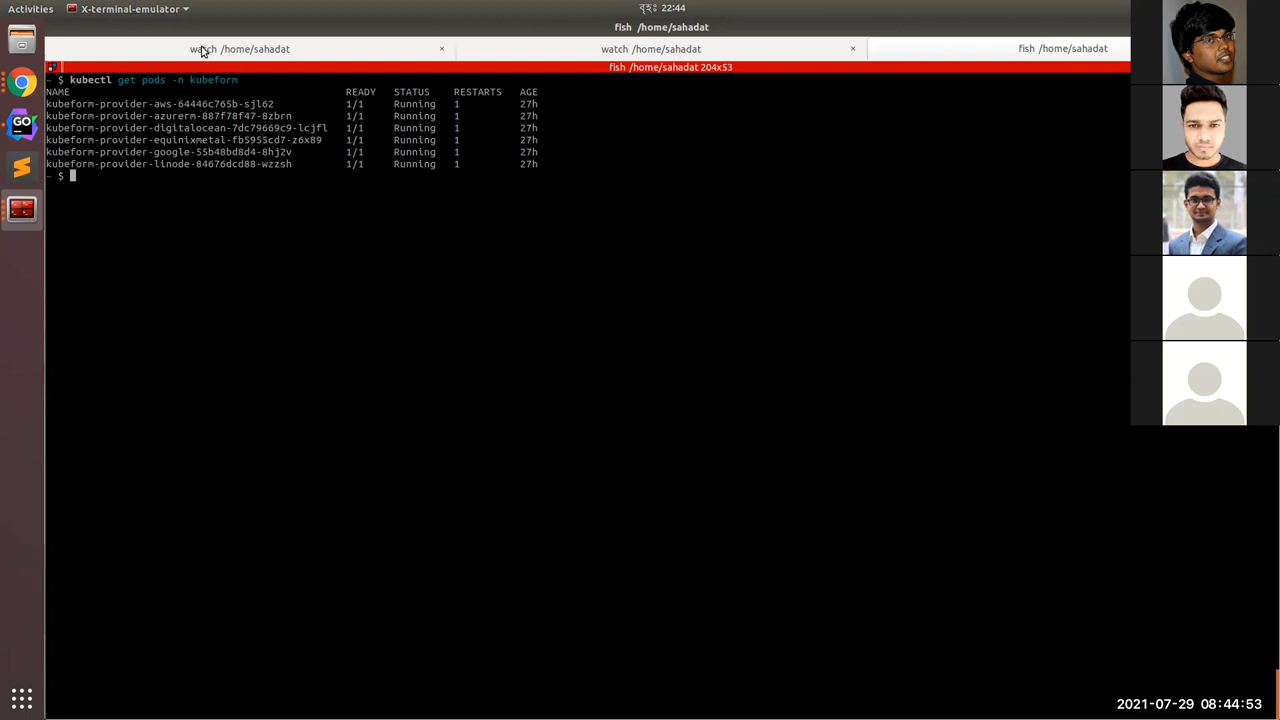 Activities X-terminal-emulator বৃহঃ 22:44
fish /home/sahadat
watch /home/sahadat × watch /home/sahadat × fish /home/sahadat
fish /home/sahadat 204x53
~ $ kubectl get pods -n kubeform
NAME READY STATUS RESTARTS AGE
kubeform-provider-aws-64446c765b-sjl62 1/1 Running 1 27h
kubeform-provider-azurerm-887f78f47-8zbrn 1/1 Running 1 27h
kubeform-provider-digitalocean-7dc79669c9-lcjfl 1/1 Running 1 27h
kubeform-provider-equinixmetal-fb5955cd7-z6x89 1/1 Running 1 27h
kubeform-provider-google-55b48bd8d4-8hj2v 1/1 Running 1 27h
kubeform-provider-linode-84676dcd88-wzzsh 1/1 Running 1 27h
~ $
GO
2021-07-29 08:44:53